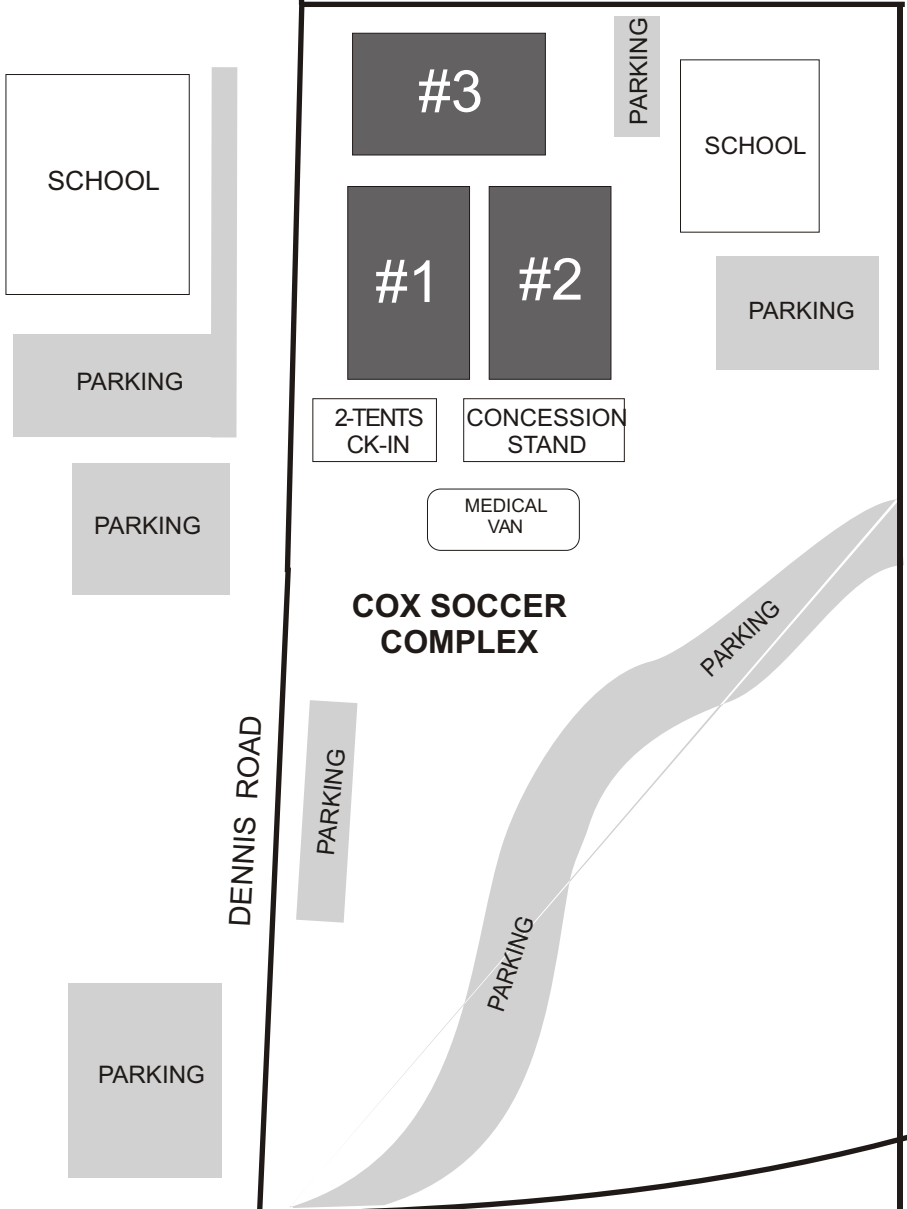 #3
PARKING
SCHOOL
SCHOOL
#1
#2
PARKING
PARKING
2-TENTS
CK-IN
CONCESSION
STAND
MEDICAL
VAN
PARKING
COX SOCCER
COMPLEX
PARKING
DENNIS ROAD
PARKING
PARKING
PARKING